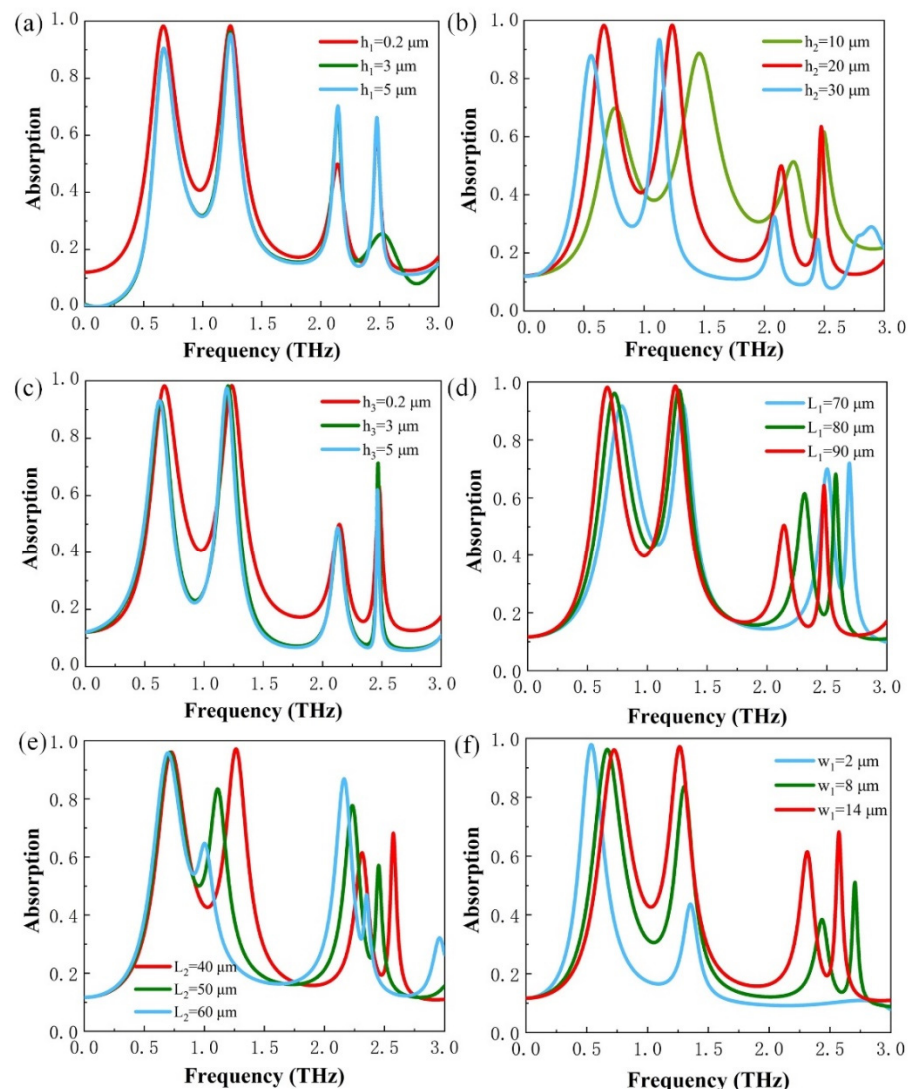 (a)
Absorption
1. 0
0. 8
0. 6
0. 4
0. 2
0. 0
h₁=0.2 μm
h₁=3 μm
h₁=5 μm
0. 0 0. 5 1. 0 1. 5 2. 0 2. 5 3. 0
Frequency (THz)
(b)
Absorption
1. 0
0. 8
0. 6
0. 4
0. 2
0. 0
h₂=10 μm
h₂=20 μm
h₂=30 μm
0. 0 0. 5 1. 0 1. 5 2. 0 2. 5 3. 0
Frequency (THz)
(c)
Absorption
1. 0
0. 8
0. 6
0. 4
0. 2
0. 0
h₃=0.2 μm
h₃=3 μm
h₃=5 μm
0. 0 0. 5 1. 0 1. 5 2. 0 2. 5 3. 0
Frequency (THz)
(d)
Absorption
1. 0
0. 8
0. 6
0. 4
0. 2
0. 0
L₁=70 μm
L₁=80 μm
L₁=90 μm
0. 0 0. 5 1. 0 1. 5 2. 0 2. 5 3. 0
Frequency (THz)
(e)
Absorption
1. 0
0. 8
0. 6
0. 4
0. 2
0. 0
L₂=40 μm
L₂=50 μm
L₂=60 μm
0. 0 0. 5 1. 0 1. 5 2. 0 2. 5 3. 0
Frequency (THz)
(f)
Absorption
1. 0
0. 8
0. 6
0. 4
0. 2
0. 0
w₁=2 μm
w₁=8 μm
w₁=14 μm
0. 0 0. 5 1. 0 1. 5 2. 0 2. 5 3. 0
Frequency (THz)